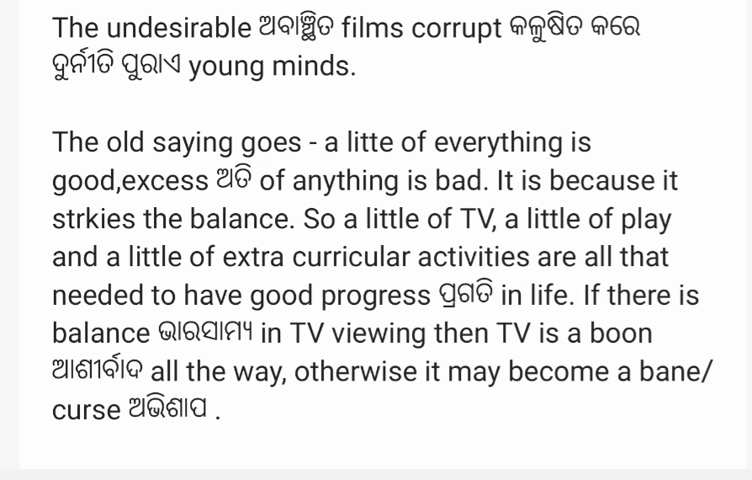 The undesirable ଅବାଞ୍ଛିତ films corrupt କଳୁଷିତ କରେ
ଦୁର୍ନୀତି ପୁରାଏ young minds.
The old saying goes - a litte of everything is
good,excess ଅତି of anything is bad. It is because it
strkies the balance. So a little of TV, a little of play
and a little of extra curricular activities are all that
needed to have good progress ପ୍ରଗତି in life. If there is
balance ଭାରସାମ୍ୟ in TV viewing then TV is a boon
ଆଶୀର୍ବାଦ all the way, otherwise it may become a bane/
curse ଅଭିଶାପ .